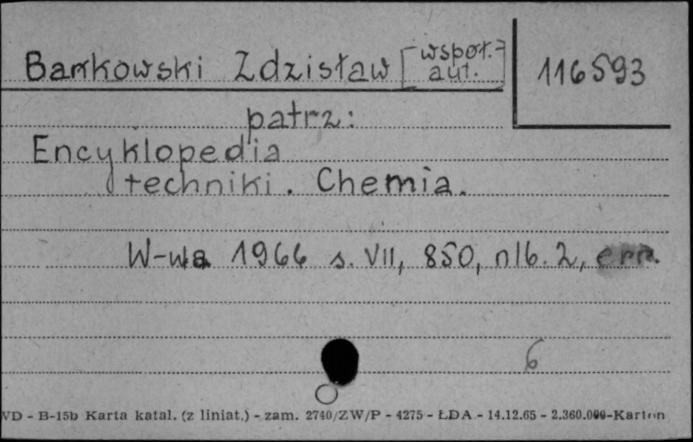 Bankowski Zdzisław [współ-
aut.] 116593
patrz:
Encyklopedia
techniki. Chemia.
W-wa 1966 s. VII, 850, nlb. 2, err.
6
WD - B-15b Karta katal. (z liniat.) - zam. 2740/ZW/P - 4275 - ŁDA - 14.12.65 - 2.360.000-Karton